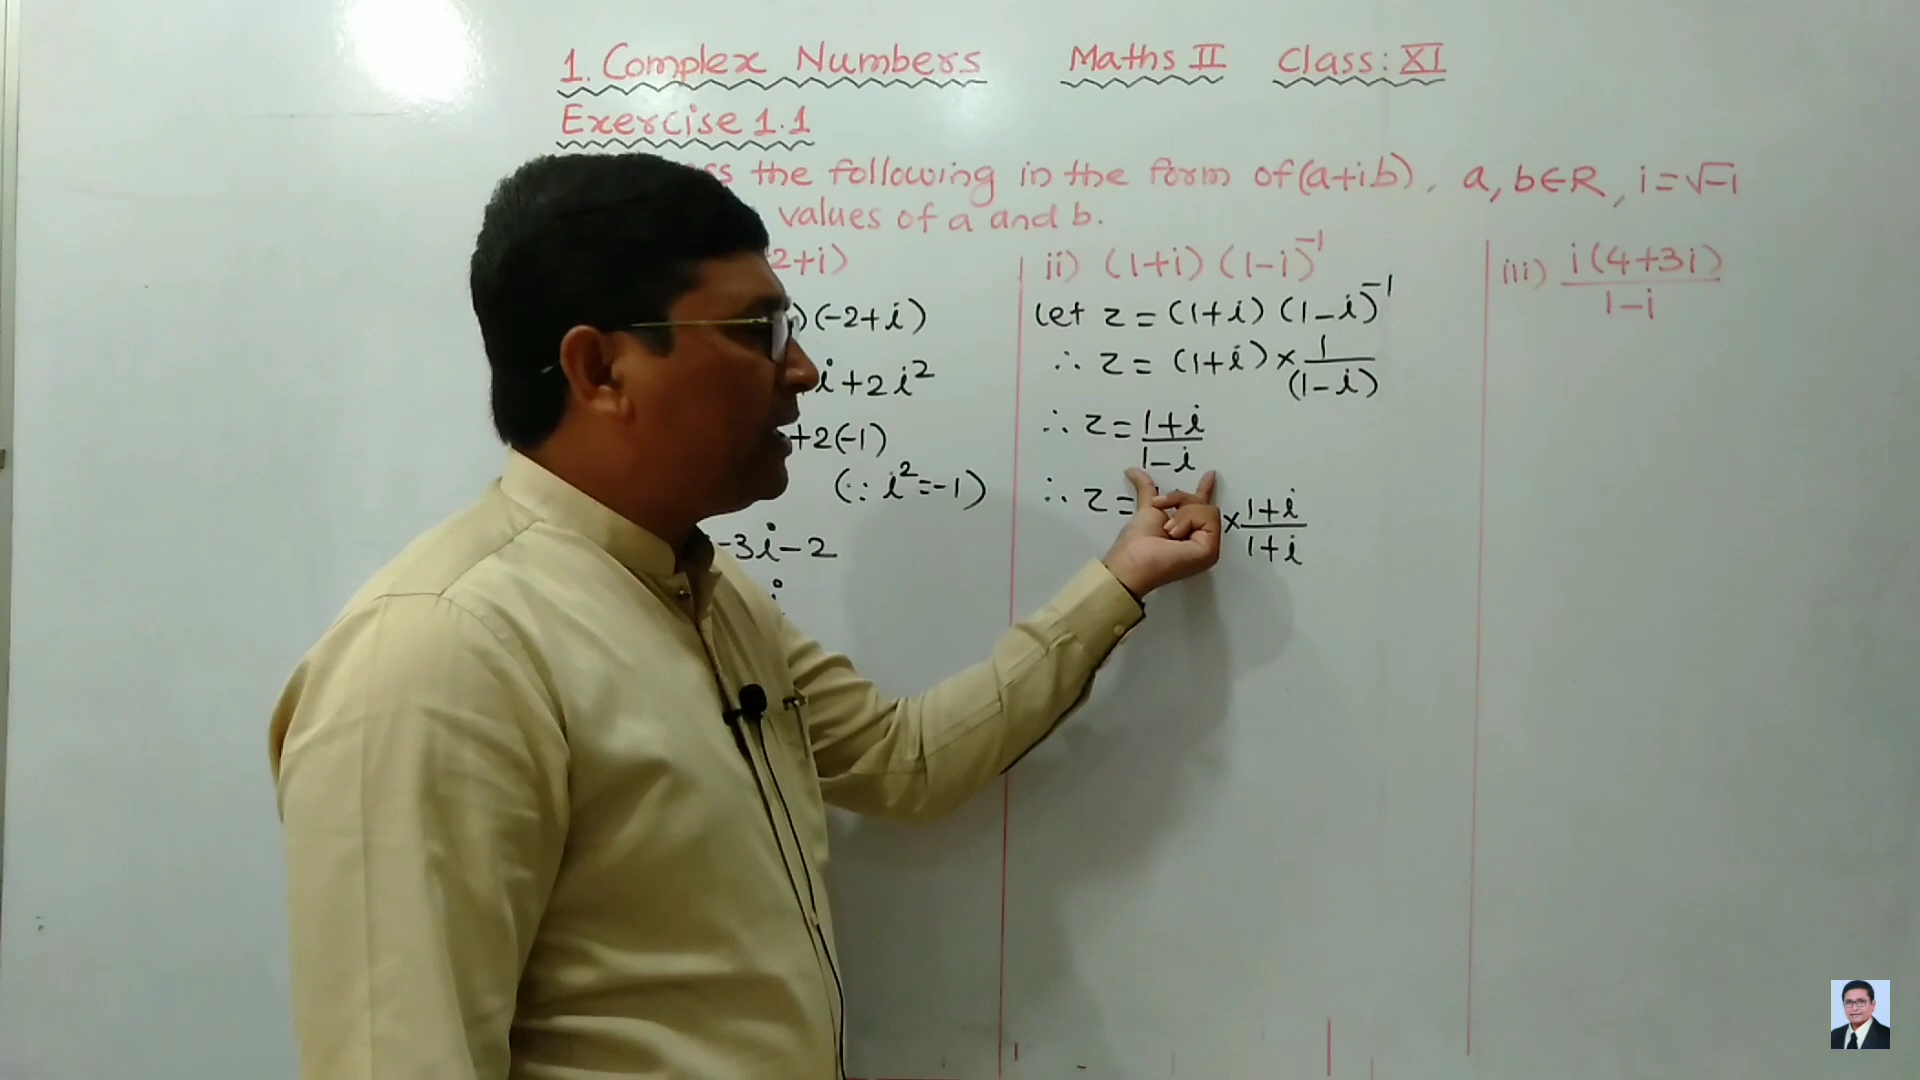 1. Complex Numbers Maths II Class: XI
Exercise 1.1
ss the following in the form of (a+ib), a, b∈R, i=√-i
values of a and b.
2+i)
)(-2+i)
i+2i²
+2(-1)
(∵ i²=-1)
-3i-2
i
ii) (1+i) (1-i)⁻¹
Let z = (1+i) (1-i)⁻¹
∴ z = (1+i) × 1/(1-i)
∴ z = 1+i/1-i
∴ z = × 1+i/1+i
iii) i(4+3i)/1-i